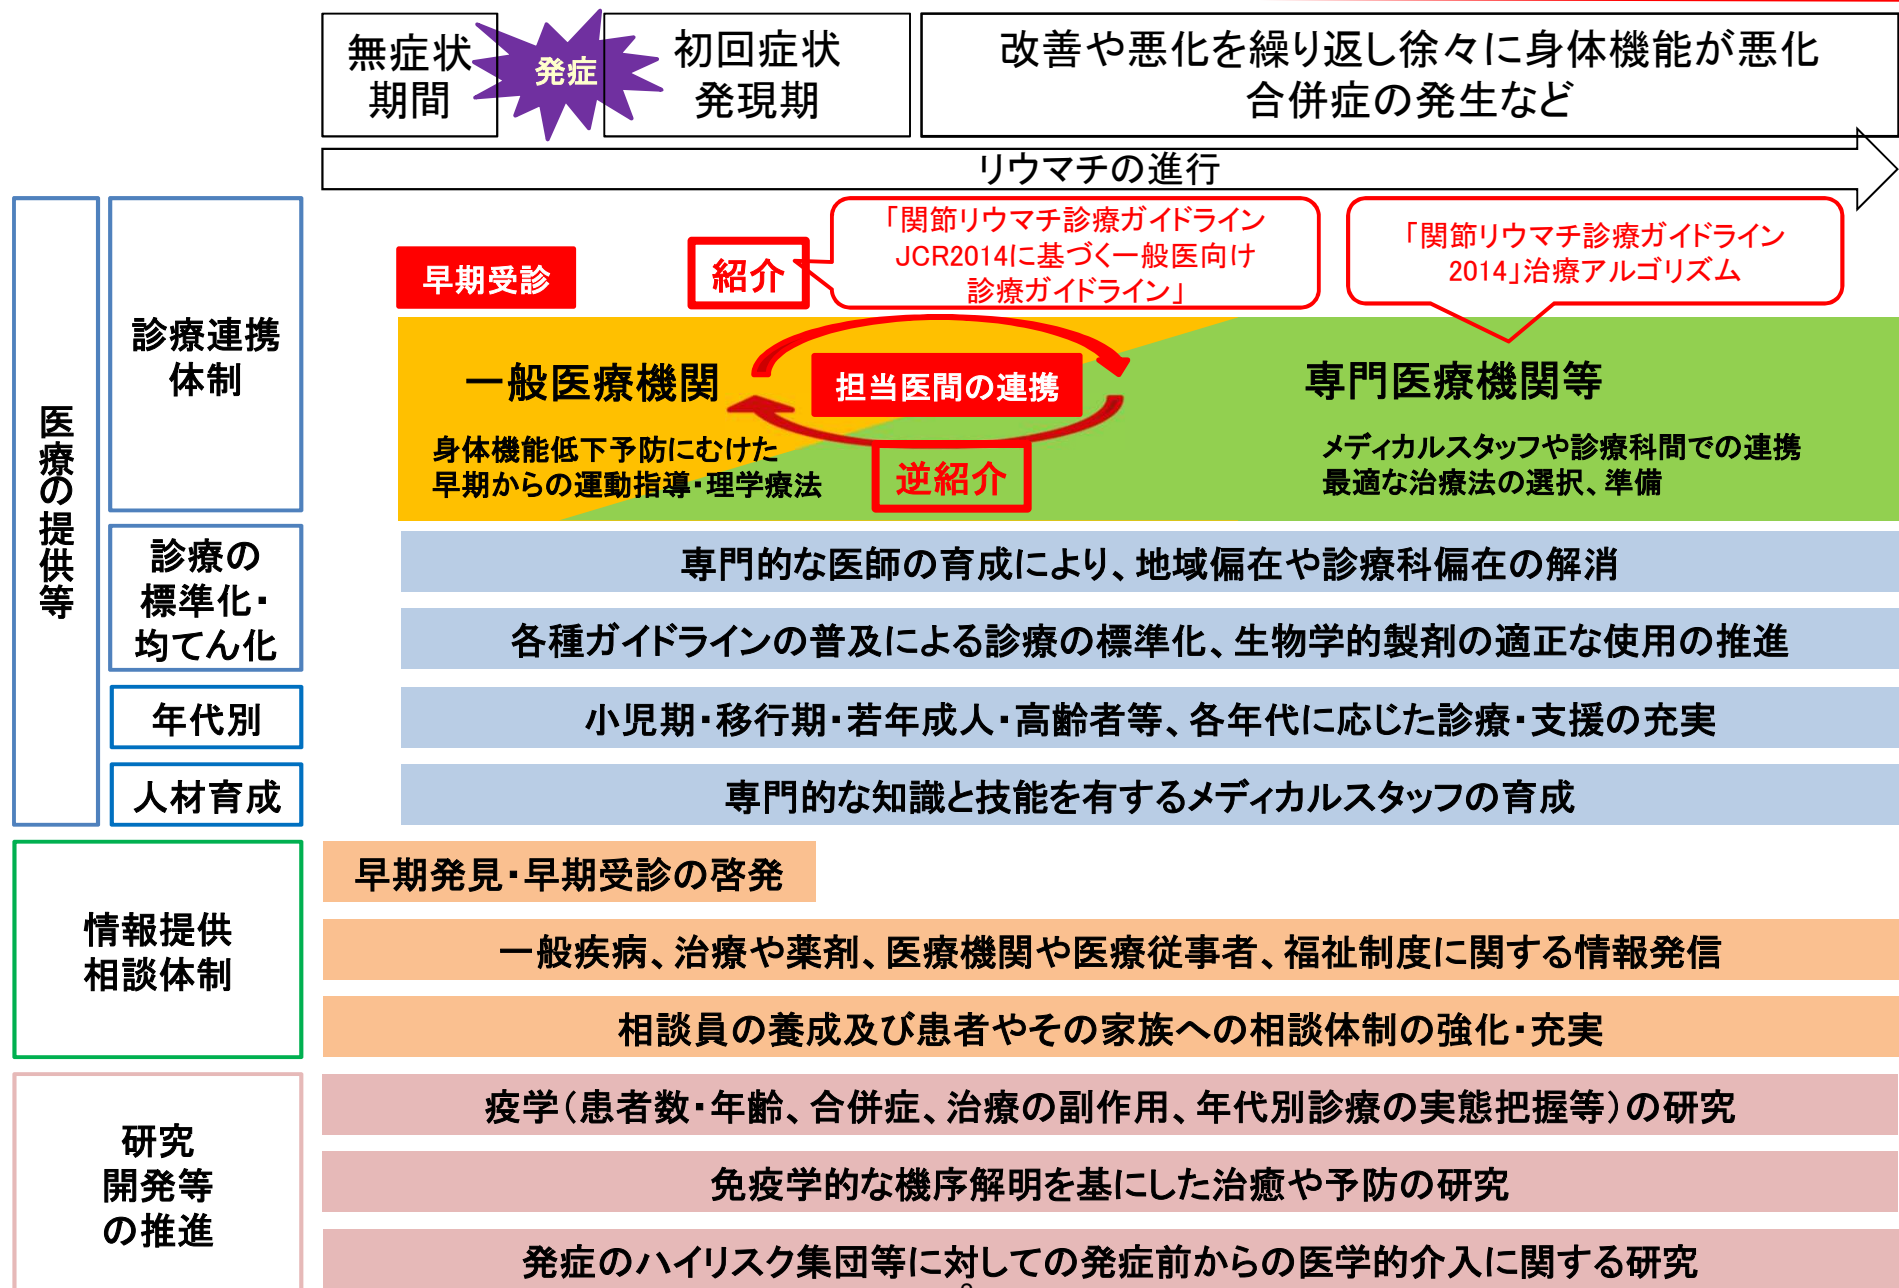 無症状
期間
発症
初回症状
発現期
改善や悪化を繰り返し徐々に身体機能が悪化
合併症の発生など
リウマチの進行
医療の提供等
診療連携
体制
早期受診
紹介
「関節リウマチ診療ガイドライン
JCR2014に基づく一般医向け
診療ガイドライン」
「関節リウマチ診療ガイドライン
2014」治療アルゴリズム
一般医療機関
担当医間の連携
専門医療機関等
身体機能低下予防にむけた
早期からの運動指導・理学療法
逆紹介
メディカルスタッフや診療科間での連携
最適な治療法の選択、準備
診療の
標準化・
均てん化
専門的な医師の育成により、地域偏在や診療科偏在の解消
各種ガイドラインの普及による診療の標準化、生物学的製剤の適正な使用の推進
年代別
小児期・移行期・若年成人・高齢者等、各年代に応じた診療・支援の充実
人材育成
専門的な知識と技能を有するメディカルスタッフの育成
情報提供
相談体制
早期発見・早期受診の啓発
一般疾病、治療や薬剤、医療機関や医療従事者、福祉制度に関する情報発信
相談員の養成及び患者やその家族への相談体制の強化・充実
研究
開発等
の推進
疫学（患者数・年齢、合併症、治療の副作用、年代別診療の実態把握等）の研究
免疫学的な機序解明を基にした治癒や予防の研究
発症のハイリスク集団等に対しての発症前からの医学的介入に関する研究